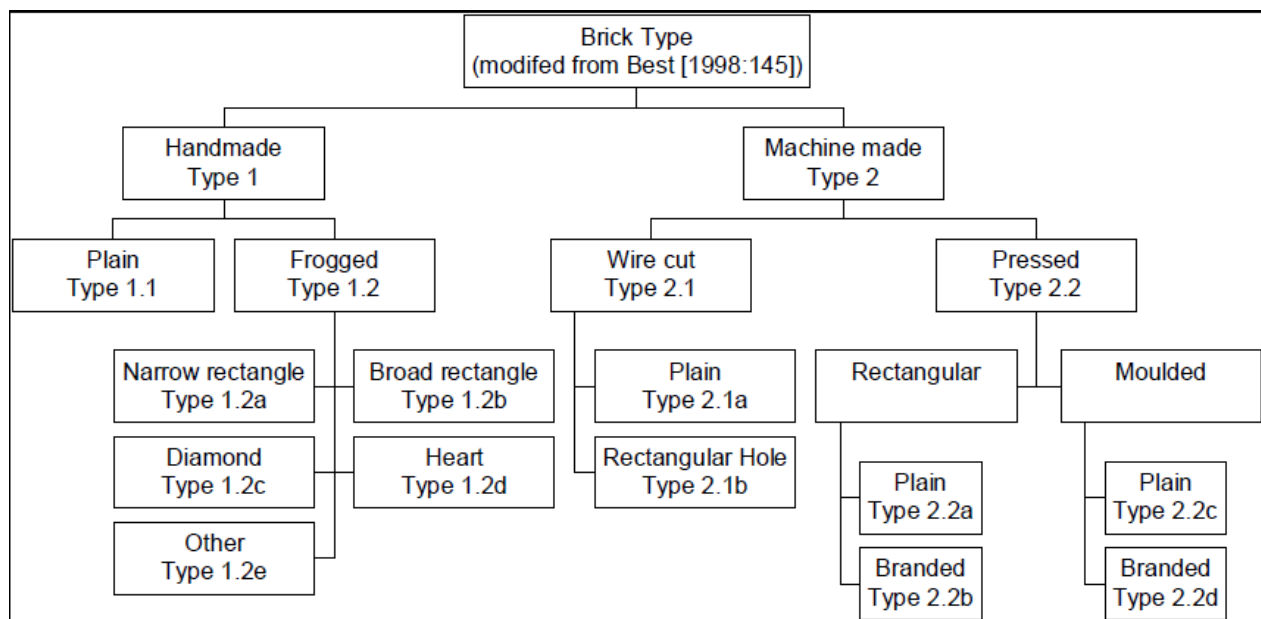 Brick Type
(modifed from Best [1998:145])
Handmade
Type 1
Machine made
Type 2
Plain
Type 1.1
Frogged
Type 1.2
Wire cut
Type 2.1
Pressed
Type 2.2
Narrow rectangle
Type 1.2a
Broad rectangle
Type 1.2b
Plain
Type 2.1a
Rectangular
Moulded
Diamond
Type 1.2c
Heart
Type 1.2d
Rectangular Hole
Type 2.1b
Plain
Type 2.2a
Plain
Type 2.2c
Other
Type 1.2e
Branded
Type 2.2b
Branded
Type 2.2d